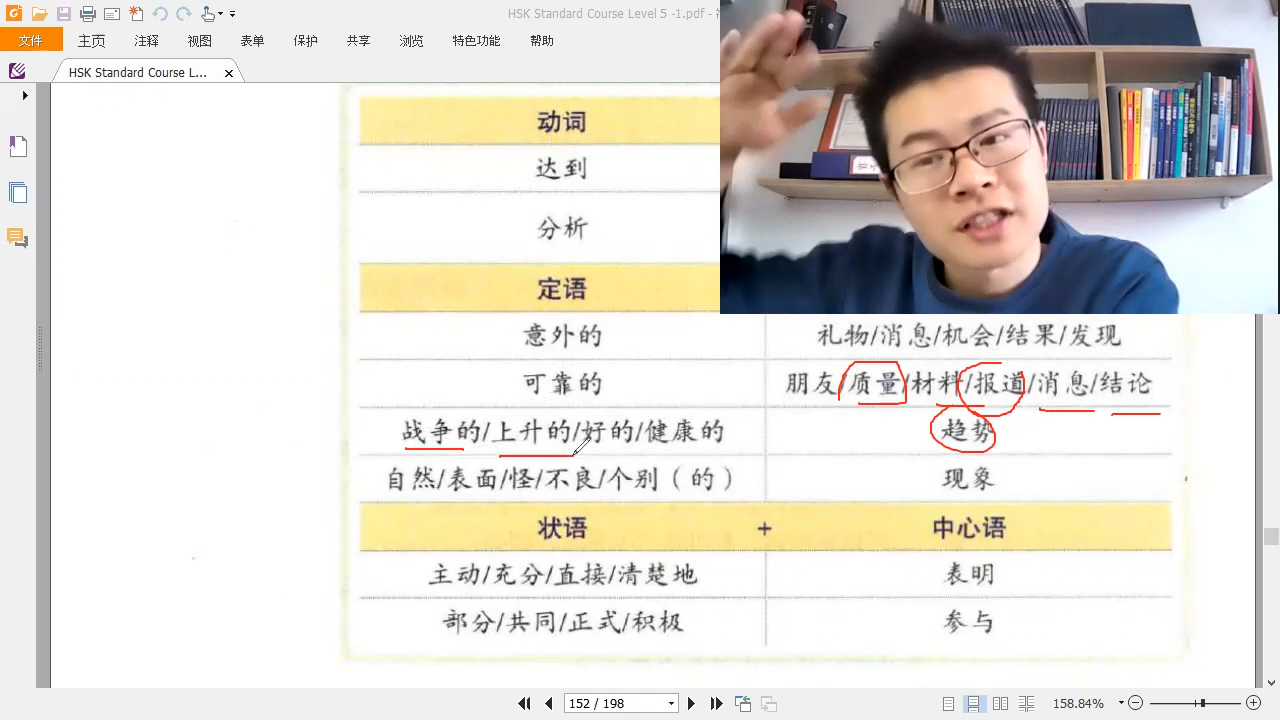 HSK Standard Course Level 5 -1.pdf -
文件 主页 注释 视图 表单 保护 共享 浏览 特色功能 帮助
HSK Standard Course L... ×
动词
达到
分析
定语
意外的 礼物/消息/机会/结果/发现
可靠的 朋友/质量/材料/报道/消息/结论
战争的/上升的/好的/健康的 趋势
自然/表面/怪/不良/个别（的） 现象
状语 + 中心语
主动/充分/直接/清楚地 表明
部分/共同/正式/积极 参与
152 / 198 158.84%